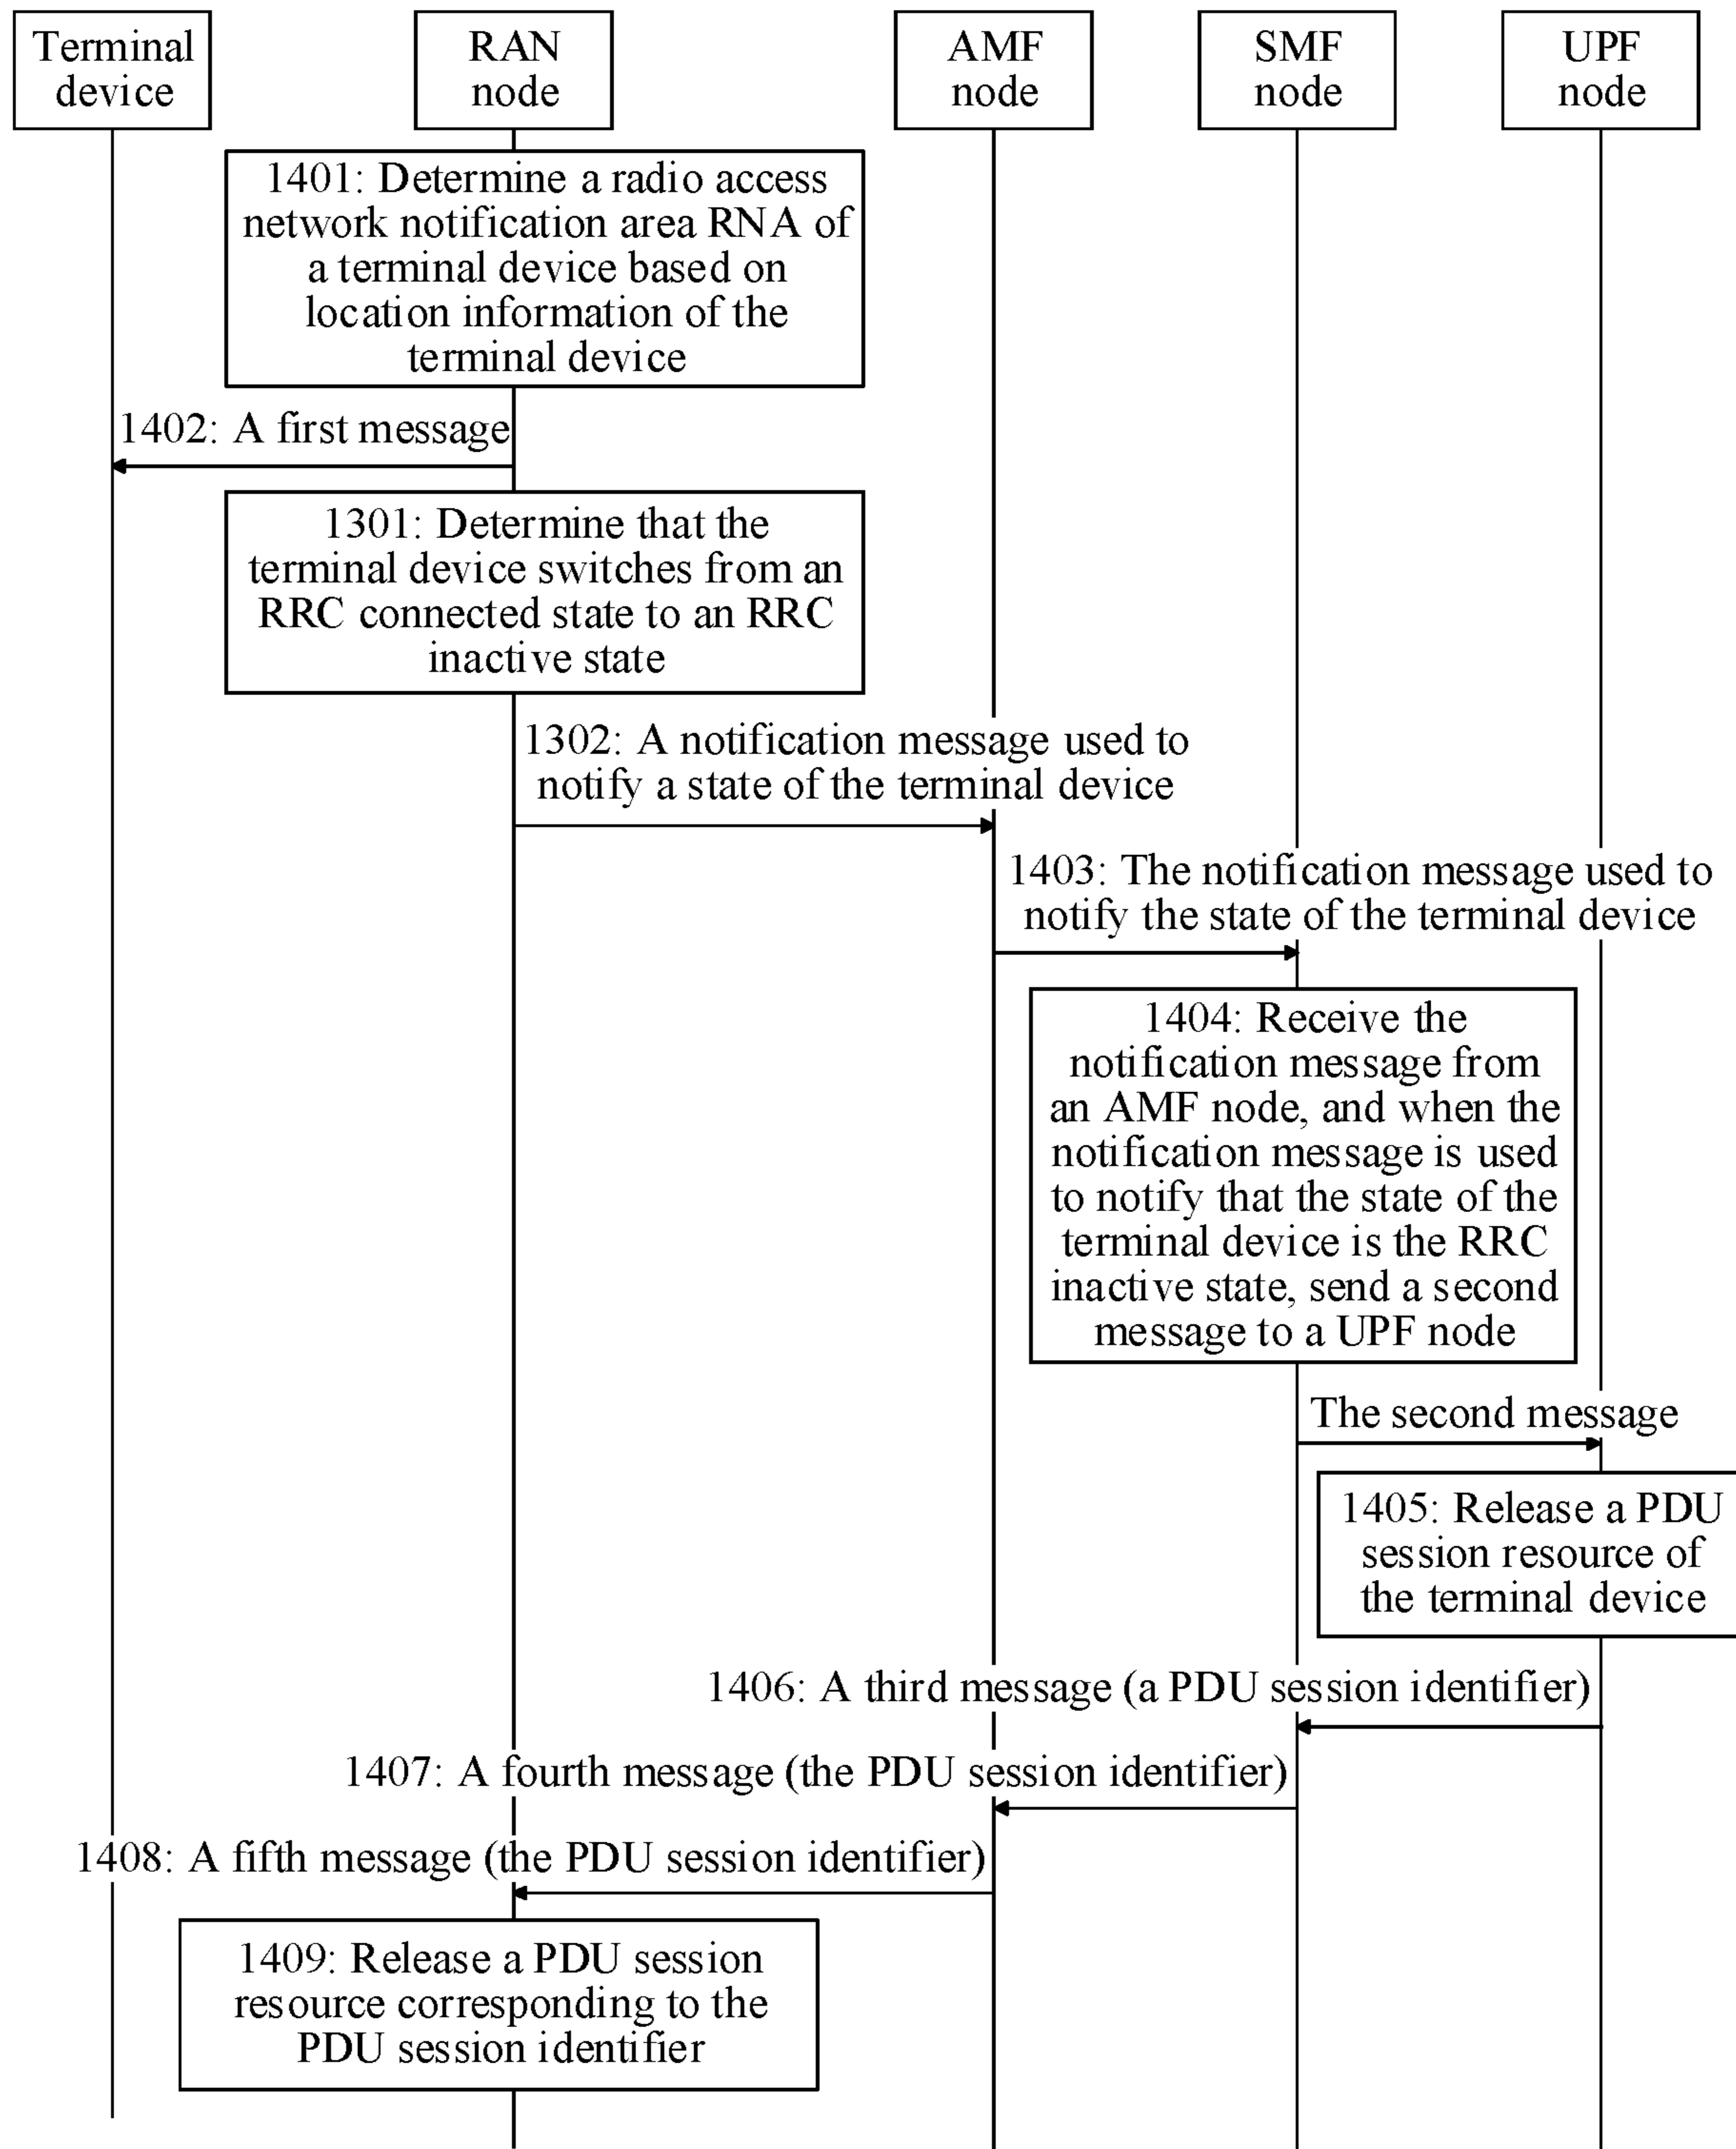 Terminal
device
RAN
node
AMF
node
SMF
node
UPF
node
1401: Determine a radio access
network notification area RNA of
a terminal device based on
location information of the
terminal device
1402: A first message
1301: Determine that the
terminal device switches from an
RRC connected state to an RRC
inactive state
1302: A notification message used to
notify a state of the terminal device
1403: The notification message used to
notify the state of the terminal device
1404: Receive the
notification message from
an AMF node, and when the
notification message is used
to notify that the state of the
terminal device is the RRC
inactive state, send a second
message to a UPF node
The second message
1405: Release a PDU
session resource of
the terminal device
1406: A third message (a PDU session identifier)
1407: A fourth message (the PDU session identifier)
1408: A fifth message (the PDU session identifier)
1409: Release a PDU session
resource corresponding to the
PDU session identifier